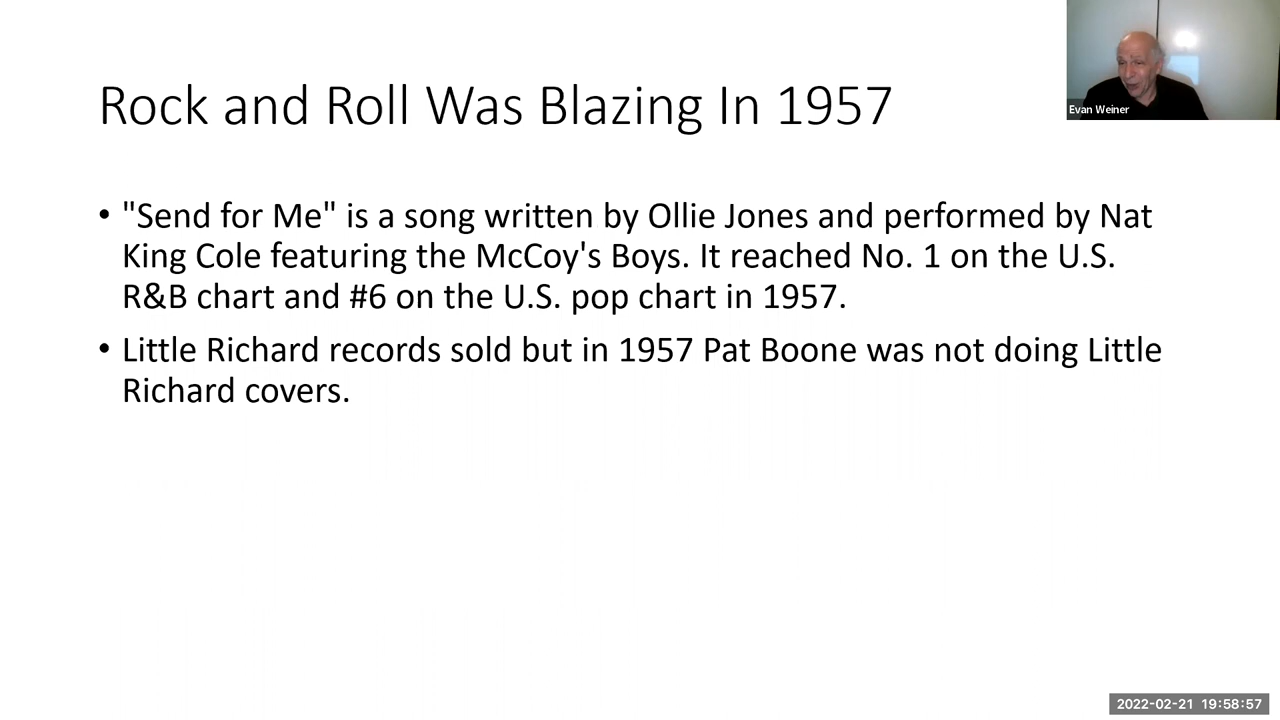 Rock and Roll Was Blazing In 1957
Evan Weiner
• "Send for Me" is a song written by Ollie Jones and performed by Nat
King Cole featuring the McCoy's Boys. It reached No. 1 on the U.S.
R&B chart and #6 on the U.S. pop chart in 1957.
• Little Richard records sold but in 1957 Pat Boone was not doing Little
Richard covers.
2022-02-21 19:58:57